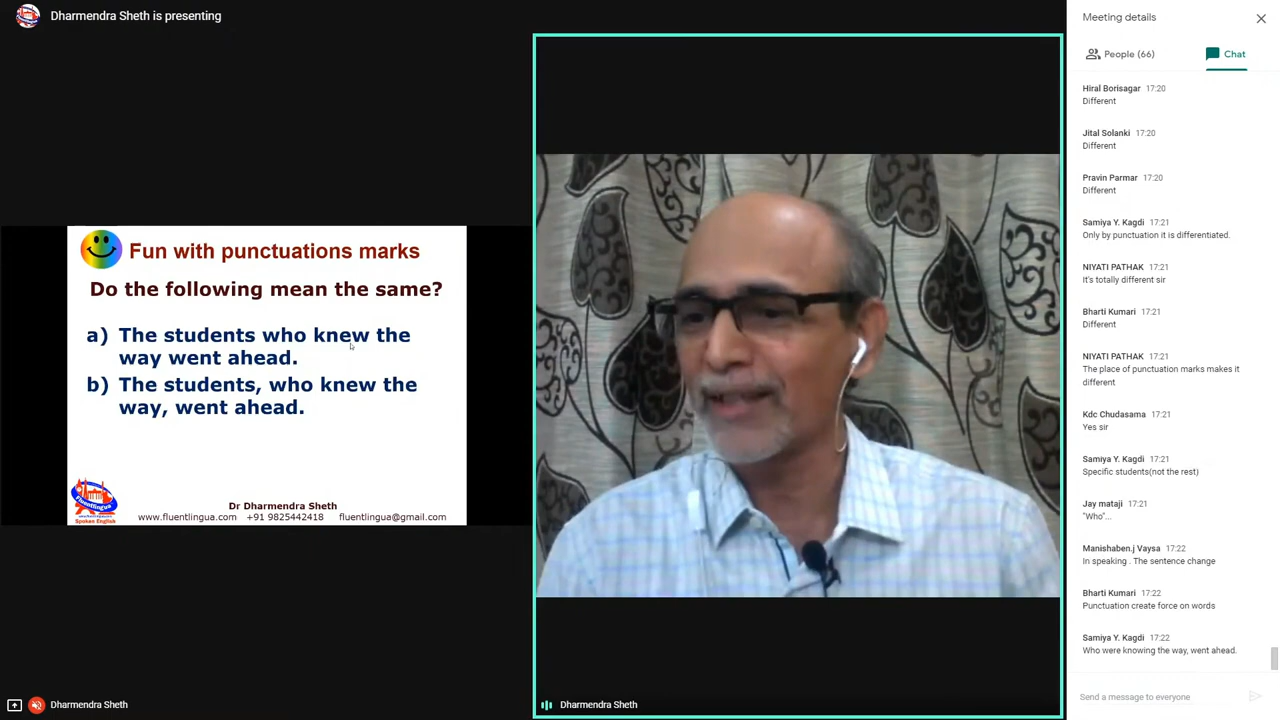 Dharmendra Sheth is presenting
Fun with punctuations marks
Do the following mean the same?
a) The students who knew the
way went ahead.
b) The students, who knew the
way, went ahead.
Fluentlingua
Spoken English
Dr Dharmendra Sheth
www.fluentlingua.com +91 9825442418 fluentlingua@gmail.com
Dharmendra Sheth
Dharmendra Sheth
Meeting details
People (66)
Chat
Hiral Borisagar 17:20
Different
Jital Solanki 17:20
Different
Pravin Parmar 17:20
Different
Samiya Y. Kagdi 17:21
Only by punctuation it is differentiated.
NIYATI PATHAK 17:21
It's totally different sir
Bharti Kumari 17:21
Different
NIYATI PATHAK 17:21
The place of punctuation marks makes it
different
Kdc Chudasama 17:21
Yes sir
Samiya Y. Kagdi 17:21
Specific students(not the rest)
Jay mataji 17:21
"Who"...
Manishaben.j Vaysa 17:22
In speaking . The sentence change
Bharti Kumari 17:22
Punctuation create force on words
Samiya Y. Kagdi 17:22
Who were knowing the way, went ahead.
Send a message to everyone